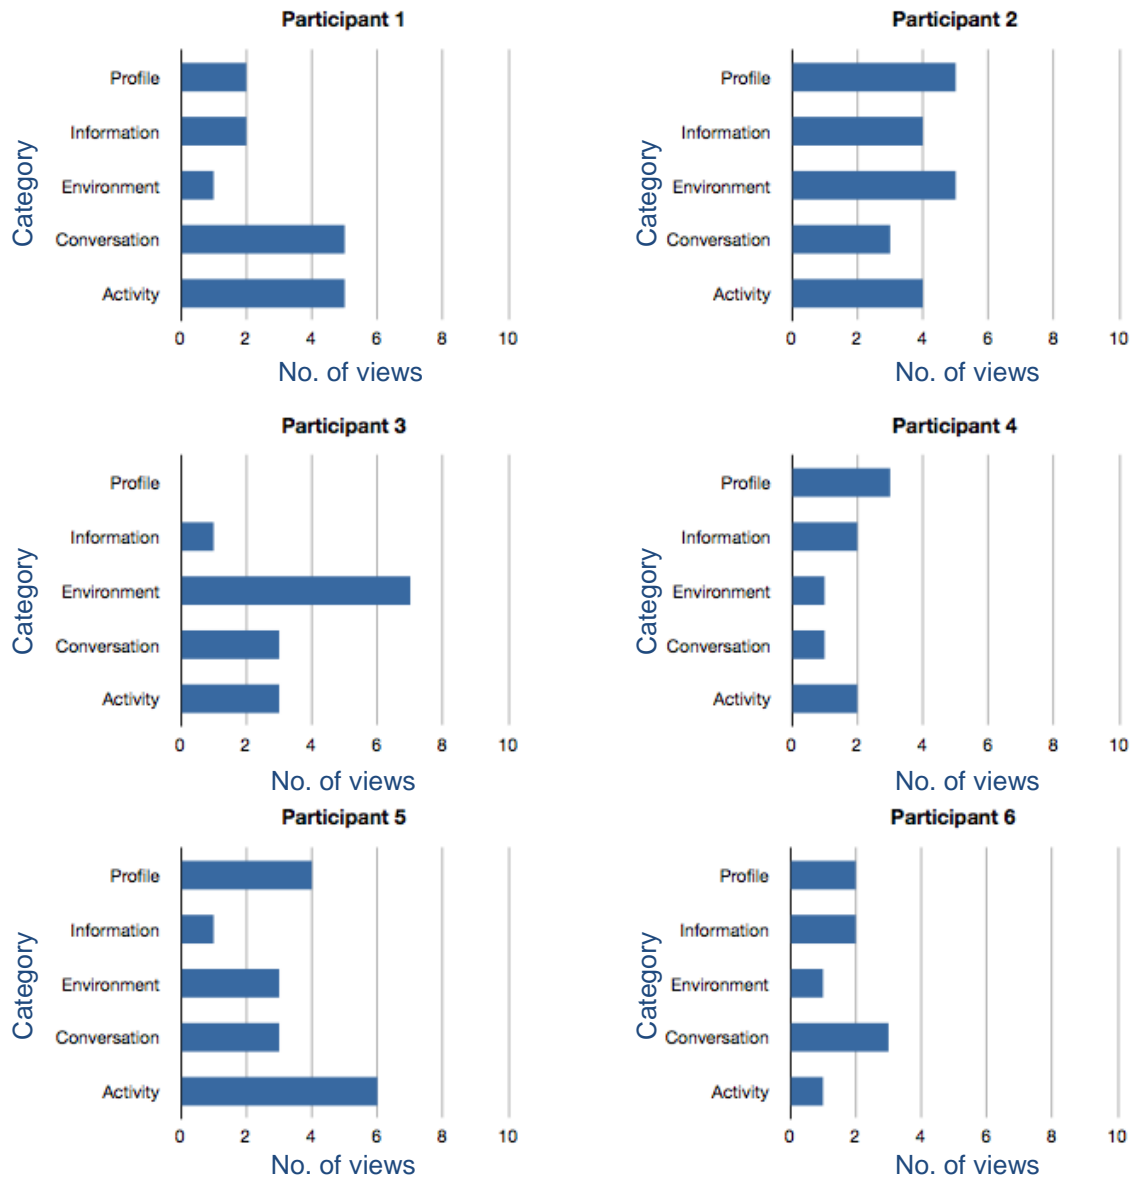 Participant 1
Category
Profile
Information
Environment
Conversation
Activity
0 2 4 6 8 10
No. of views
Participant 2
Category
Profile
Information
Environment
Conversation
Activity
0 2 4 6 8 10
No. of views
Participant 3
Category
Profile
Information
Environment
Conversation
Activity
0 2 4 6 8 10
No. of views
Participant 4
Category
Profile
Information
Environment
Conversation
Activity
0 2 4 6 8 10
No. of views
Participant 5
Category
Profile
Information
Environment
Conversation
Activity
0 2 4 6 8 10
No. of views
Participant 6
Category
Profile
Information
Environment
Conversation
Activity
0 2 4 6 8 10
No. of views